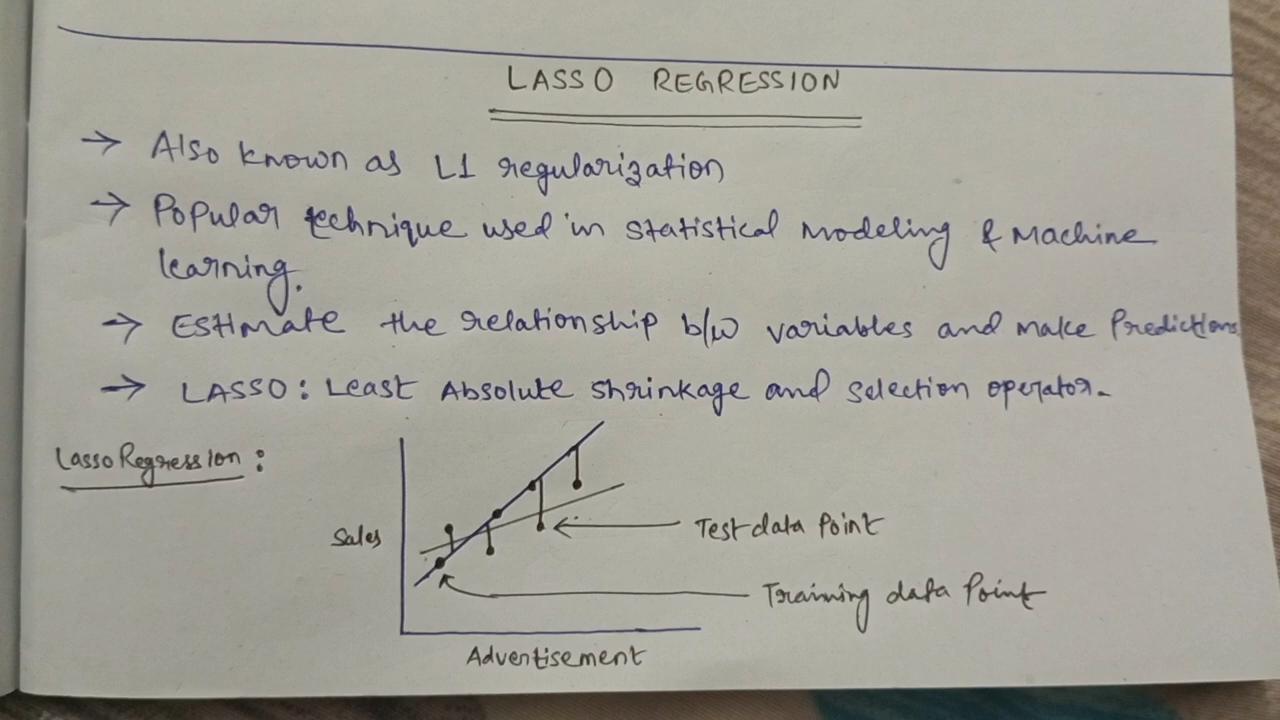 LASSO REGRESSION
→ Also known as L1 regularization
→ Popular technique used in statistical modeling & Machine
learning.
→ Estimate the relationship b/w variables and make Predictions
→ LASSO: Least Absolute shrinkage and selection operator.
Lasso Regression:
Sales
Test data Point
Training data Point
Advertisement